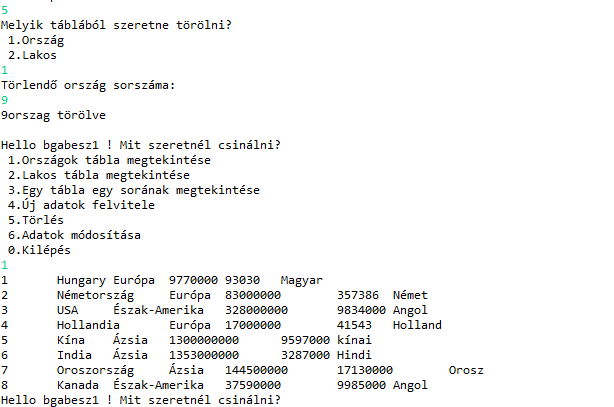 5
Melyik táblából szeretne törölni?
 1.Ország
 2.Lakos
1
Törlendő ország sorszáma:
9
9orszag törölve

Hello bgabesz1 ! Mit szeretnél csinálni?
 1.Országok tábla megtekintése
 2.Lakos tábla megtekintése
 3.Egy tábla egy sorának megtekintése
 4.Új adatok felvitele
 5.Törlés
 6.Adatok módosítása
 0.Kilépés
1
1	Hungary	Európa	9770000	93030	Magyar
2	Németország	Európa	83000000	357386	Német
3	USA	Észak-Amerika	328000000	9834000	Angol
4	Hollandia	Európa	17000000	41543	Holland
5	Kína	Ázsia	1300000000	9597000	kínai
6	India	Ázsia	1353000000	3287000	Hindi
7	Oroszország	Ázsia	144500000	17130000	Orosz
8	Kanada	Észak-Amerika	37590000	9985000	Angol
Hello bgabesz1 ! Mit szeretnél csinálni?